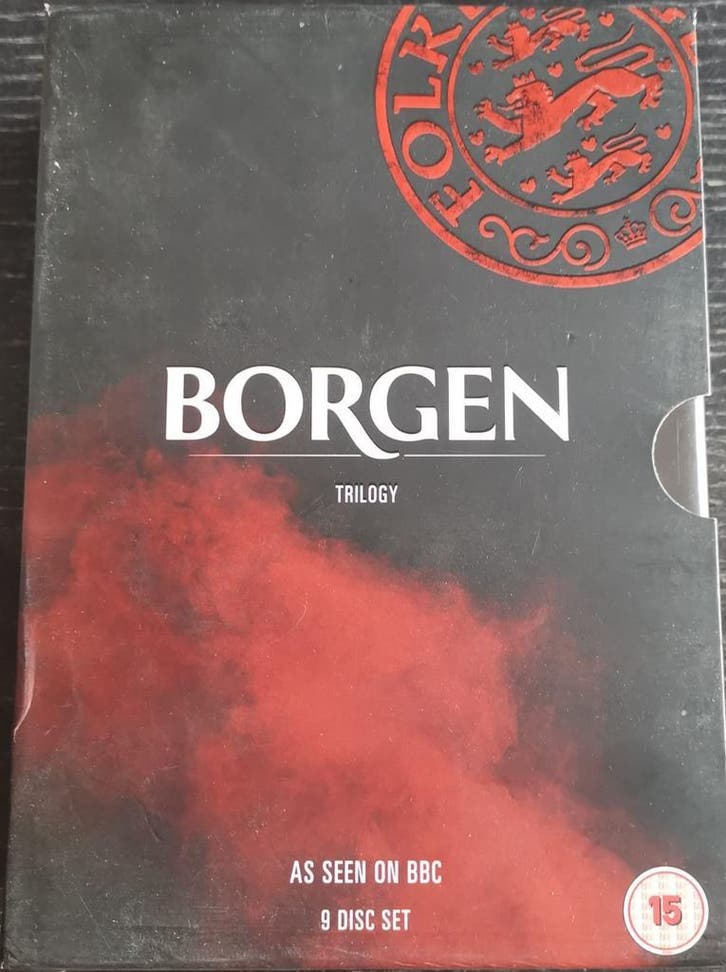 FOLK
BORGEN
TRILOGY
AS SEEN ON BBC
9 DISC SET
15